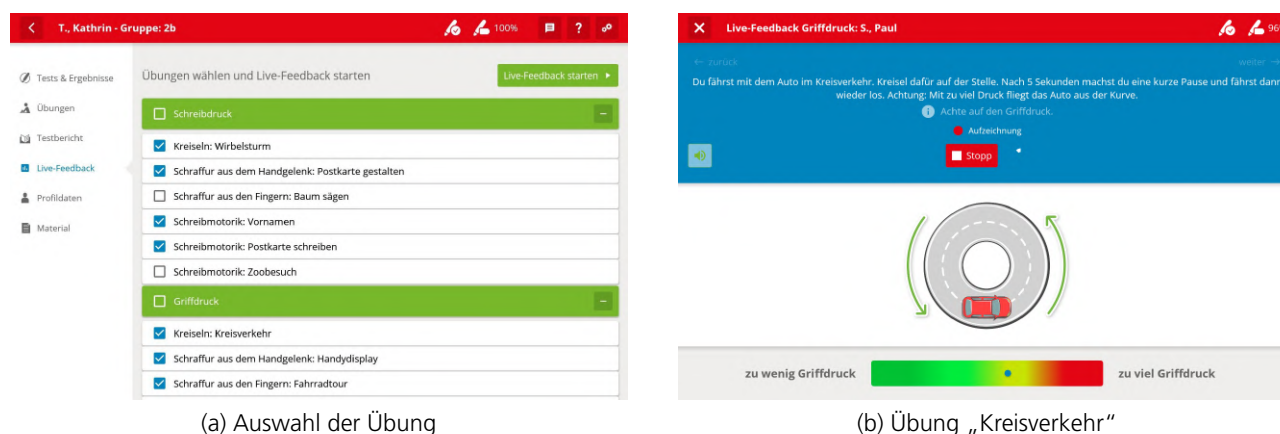 T., Kathrin - Gruppe: 2b
100%
?
Tests & Ergebnisse
Übungen
Testbericht
Live-Feedback
Profildaten
Material
Übungen wählen und Live-Feedback starten
Live-Feedback starten
Schreibdruck
Kreiseln: Wirbelsturm
Schraffur aus dem Handgelenk: Postkarte gestalten
Schraffur aus den Fingern: Baum sägen
Schreibmotorik: Vornamen
Schreibmotorik: Postkarte schreiben
Schreibmotorik: Zoobesuch
Griffdruck
Kreiseln: Kreisverkehr
Schraffur aus dem Handgelenk: Handydisplay
Schraffur aus den Fingern: Fahrradtour
(a) Auswahl der Übung
Live-Feedback Griffdruck: S., Paul
96%
← zurück
weiter →
Du fährst mit dem Auto im Kreisverkehr. Kreisel dafür auf der Stelle. Nach 5 Sekunden machst du eine kurze Pause und fährst dann
wieder los. Achtung: Mit zu viel Druck fliegt das Auto aus der Kurve.
Achte auf den Griffdruck.
Aufzeichnung
Stopp
zu wenig Griffdruck
zu viel Griffdruck
(b) Übung „Kreisverkehr“